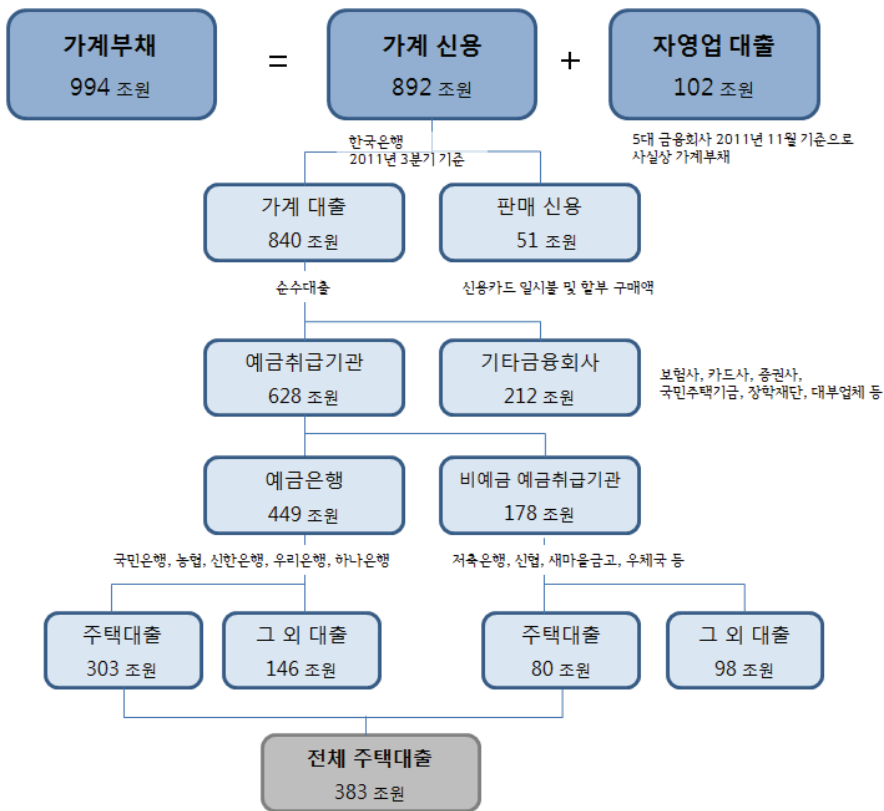 가계부채
994 조원
=
가계 신용
892 조원
+
자영업 대출
102 조원
한국은행
2011년 3분기 기준
5대 금융회사 2011년 11월 기준으로
사실상 가계부채
가계 대출
840 조원
판매 신용
51 조원
순수대출
신용카드 일시불 및 할부 구매액
예금취급기관
628 조원
기타금융회사
212 조원
보험사, 카드사, 증권사,
국민주택기금, 장학재단, 대부업체 등
예금은행
449 조원
비예금 예금취급기관
178 조원
국민은행, 농협, 신한은행, 우리은행, 하나은행
저축은행, 신협, 새마을금고, 우체국 등
주택대출
303 조원
그 외 대출
146 조원
주택대출
80 조원
그 외 대출
98 조원
전체 주택대출
383 조원